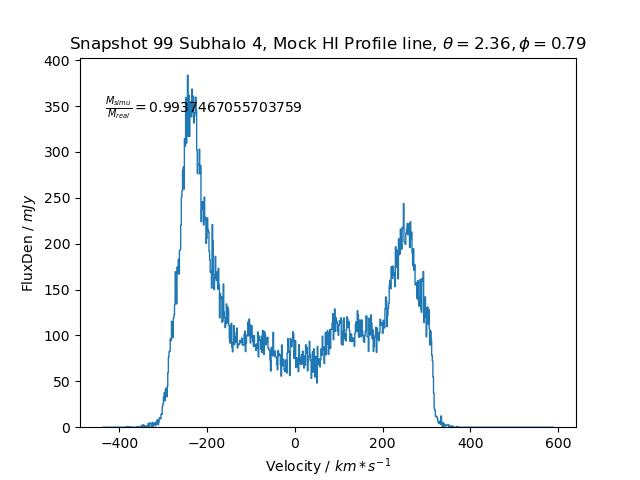 Snapshot 99 Subhalo 4, Mock HI Profile line, θ = 2.36, ϕ = 0.79
400
350
300
250
200
150
100
50
0
FluxDen / mJy
M_simu / M_real = 0.9937467055703759
−400 −200 0 200 400 600
Velocity / km * s⁻¹